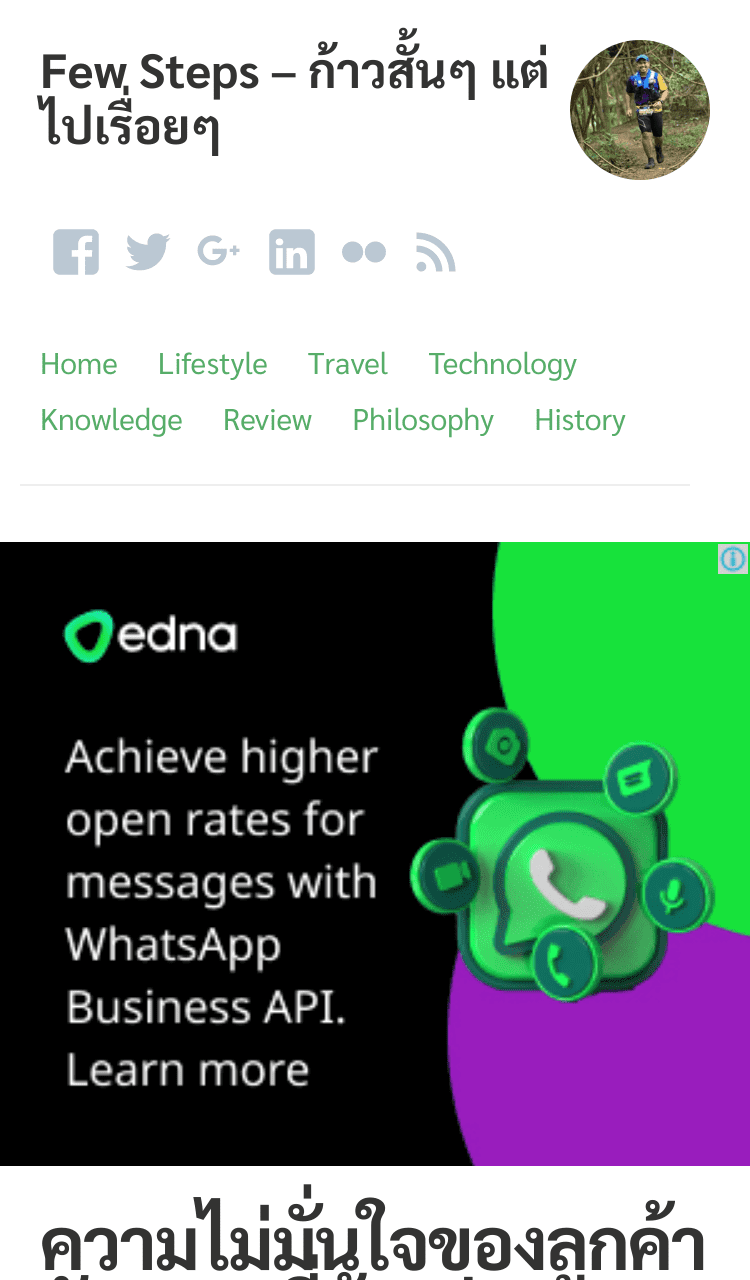 Few Steps – ก้าวสั้นๆ แต่
ไปเรื่อยๆ
Home Lifestyle Travel Technology
Knowledge Review Philosophy History
edna
Achieve higher
open rates for
messages with
WhatsApp
Business API.
Learn more
ความไม่มั่นใจของลูกค้า